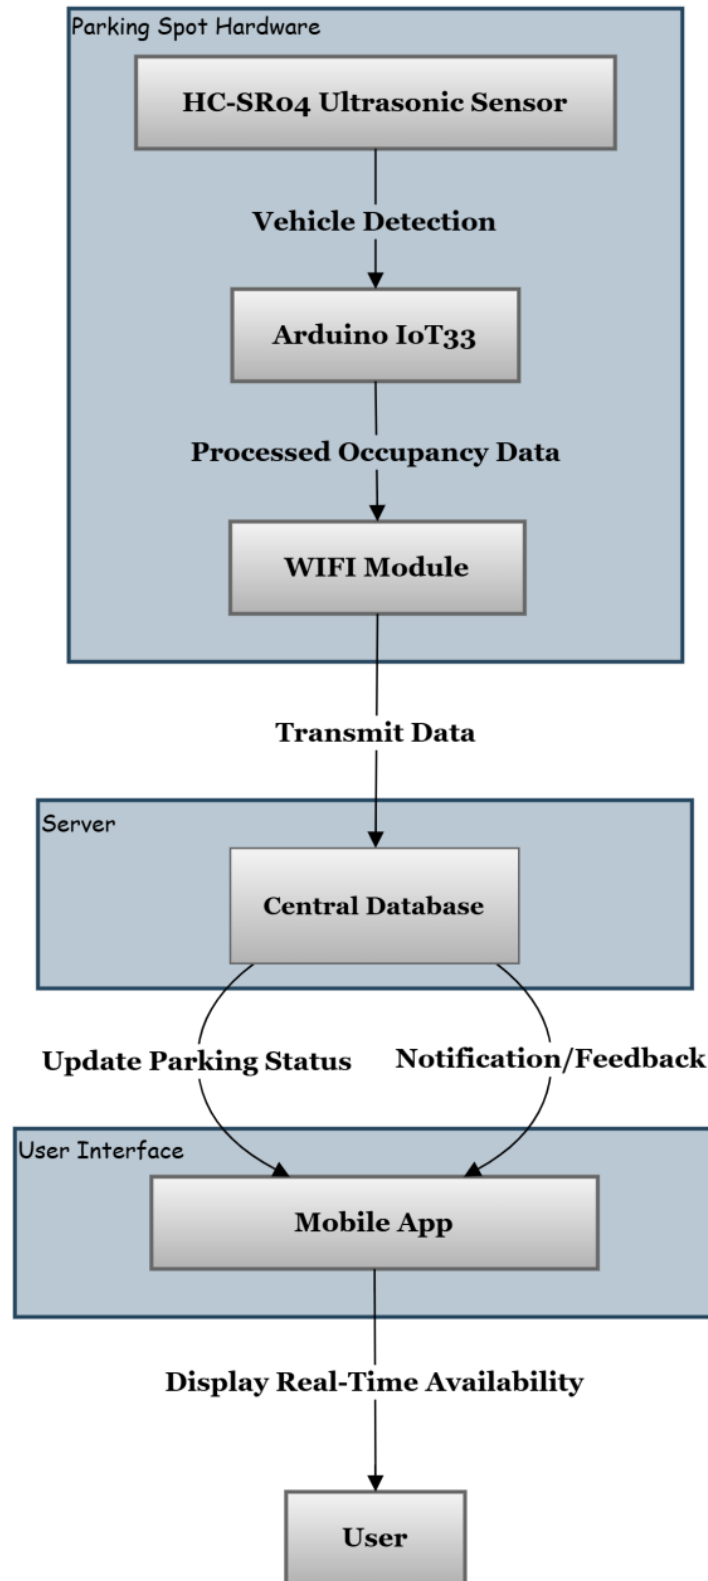 Parking Spot Hardware
HC-SR04 Ultrasonic Sensor
Vehicle Detection
Arduino IoT33
Processed Occupancy Data
WIFI Module
Transmit Data
Server
Central Database
Update Parking Status
Notification/Feedback
User Interface
Mobile App
Display Real-Time Availability
User